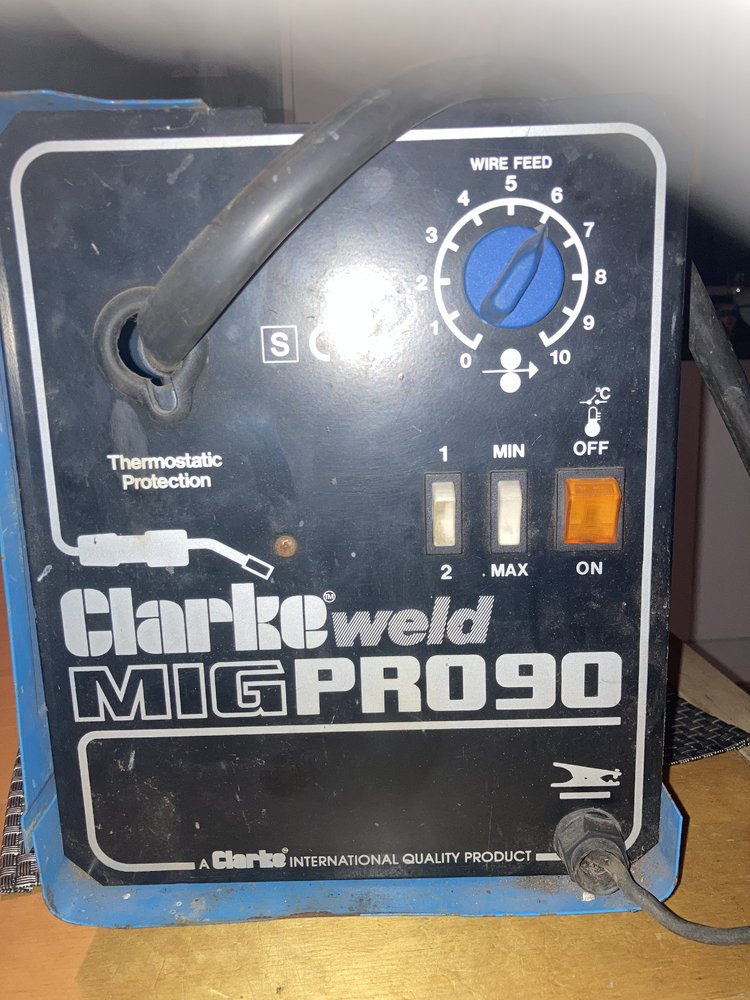 WIRE FEED
5
4 6
3 7
2 8
1 9
0 10
S
°C
Thermostatic
Protection
1 MIN OFF
2 MAX ON
Clarke™ weld
MIG PRO90
A Clarke® INTERNATIONAL QUALITY PRODUCT